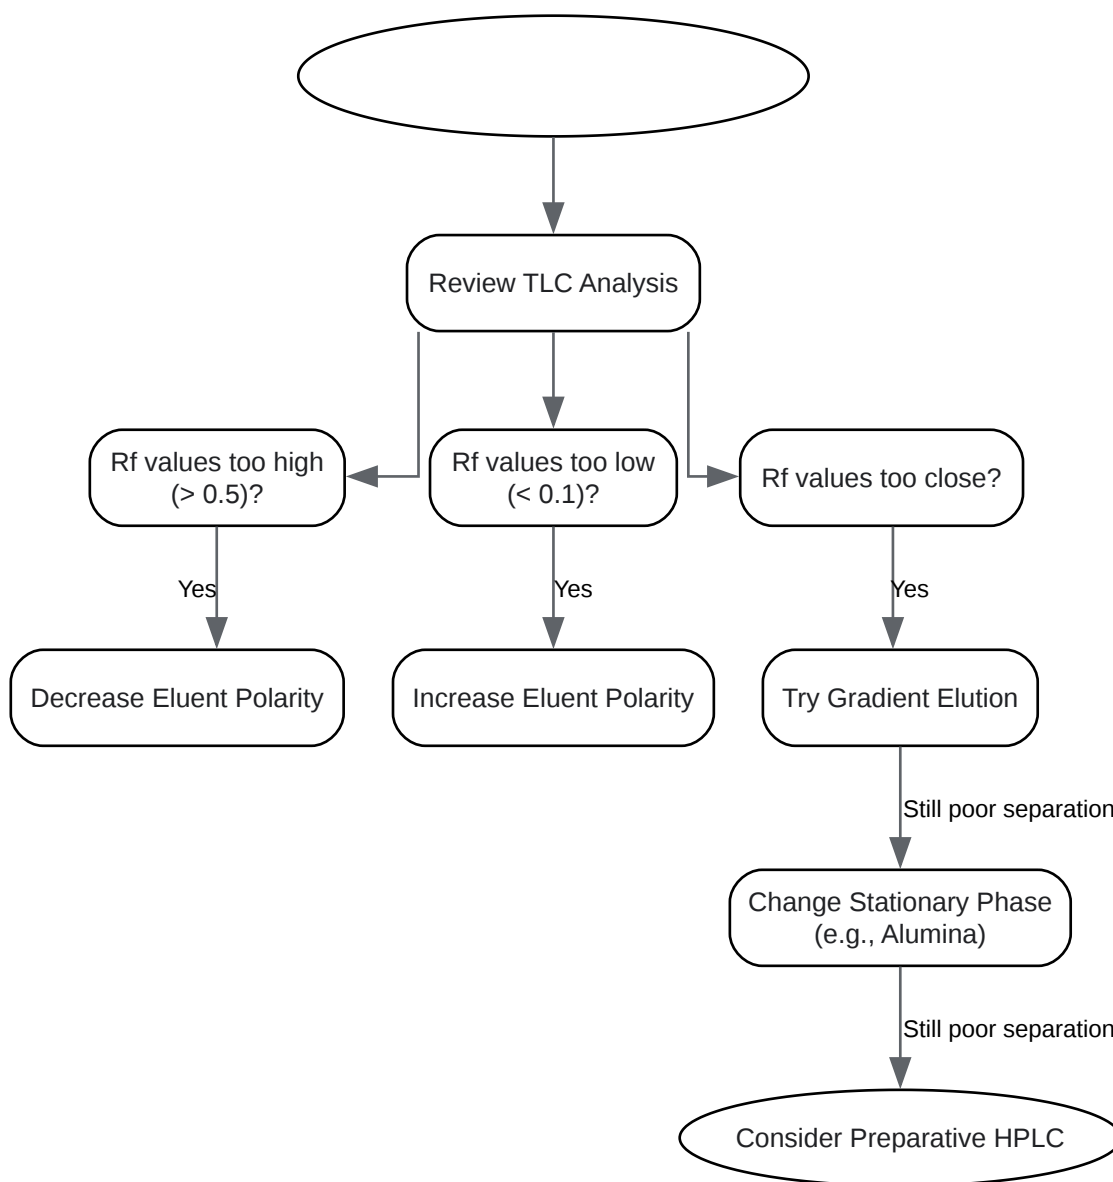 Review TLC Analysis
Rf values too high
(> 0.5)?
Rf values too low
(< 0.1)?
Rf values too close?
Yes
Yes
Yes
Decrease Eluent Polarity
Increase Eluent Polarity
Try Gradient Elution
Still poor separation
Change Stationary Phase
(e.g., Alumina)
Still poor separation
Consider Preparative HPLC